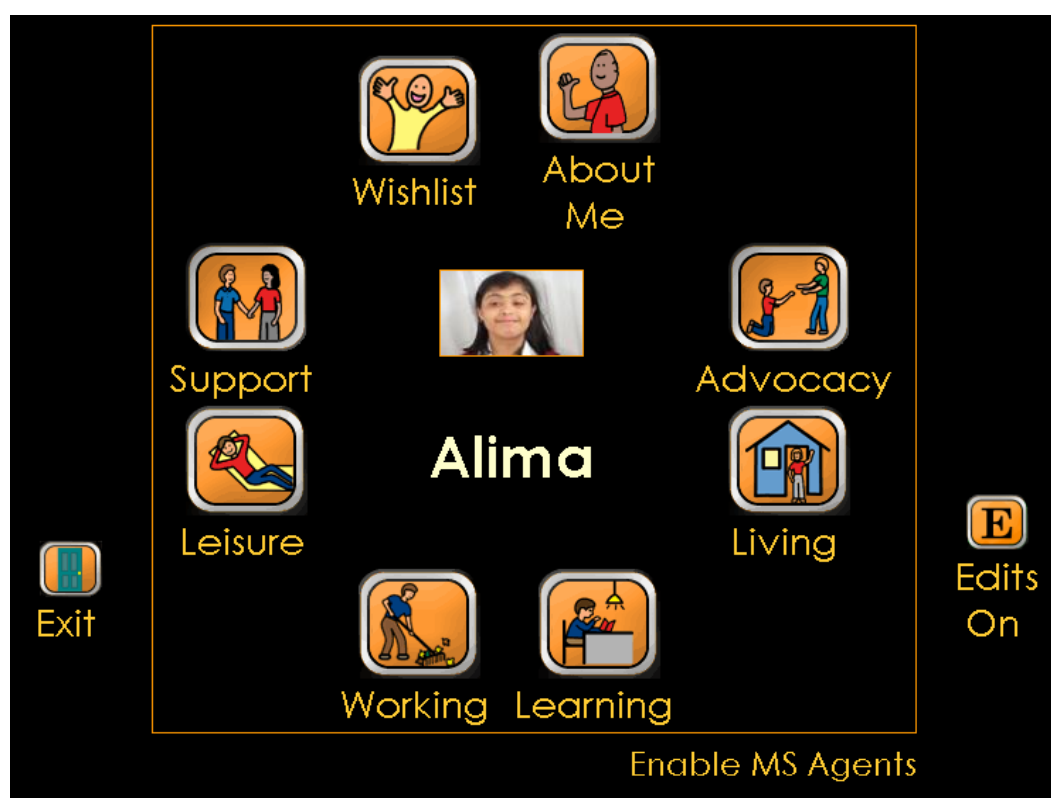 Wishlist
About
Me
Support
Advocacy
Alima
Leisure
Living
Exit
E
Edits
On
Working
Learning
Enable MS Agents